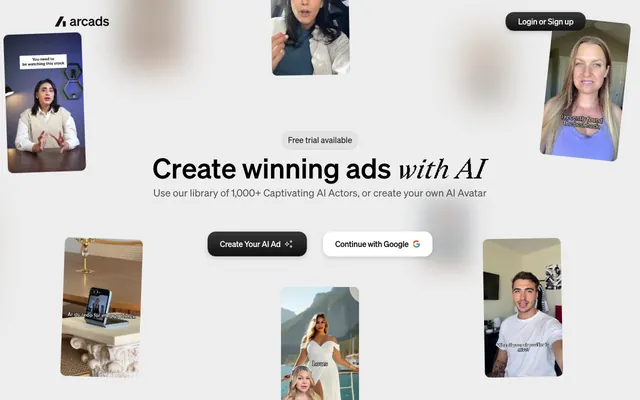 arcads
Login or Sign up
You need to
be watching this stock
Free trial available
Create winning ads with AI
Use our library of 1,000+ Captivating AI Actors, or create your own AI Avatar
Create Your AI Ad
Continue with Google
Loves